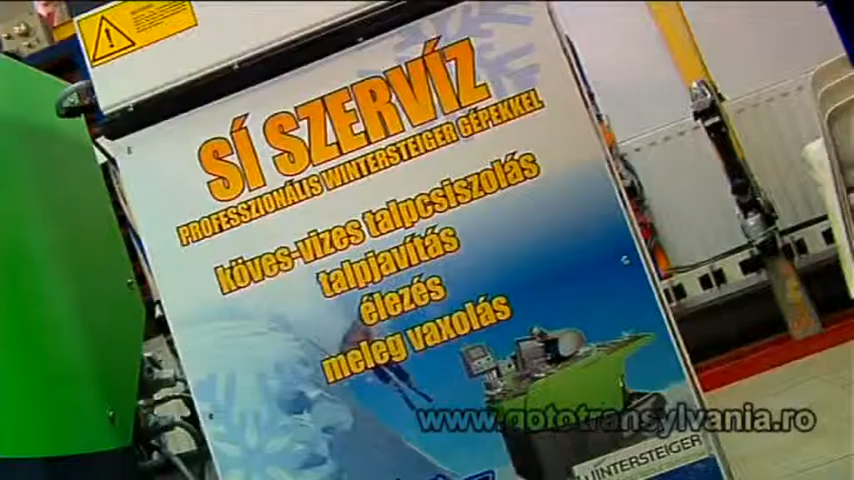 SÍ SZERVÍZ
PROFESSZIONÁLIS WINTERSTEIGER GÉPEKKEL
köves-vizes talpcsiszolás
talpjavítás
élezés
meleg vaxolás
www.gototransylvania.ro
WINTERSTEIGER